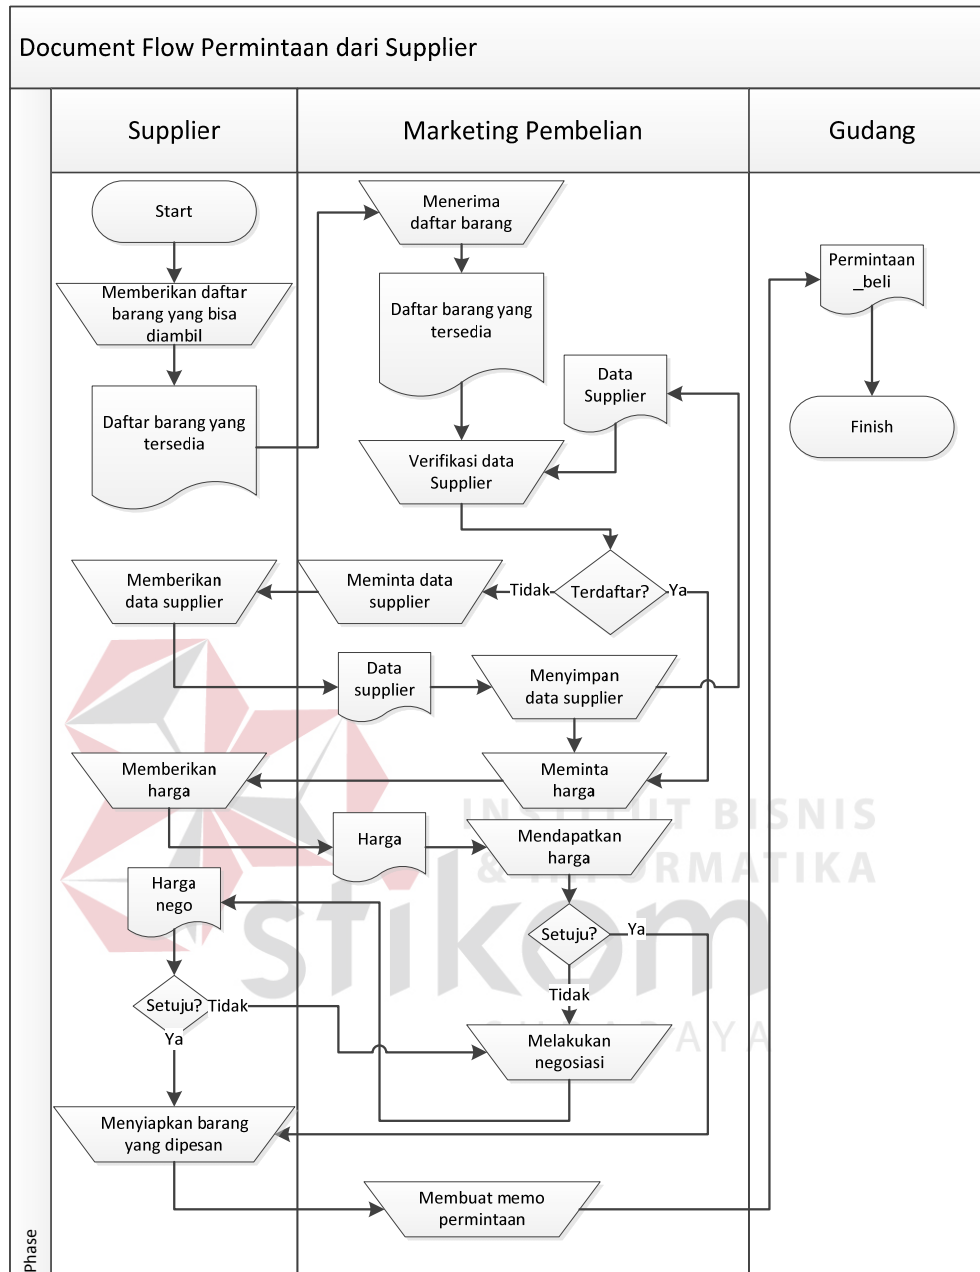 Document Flow Permintaan dari Supplier
Supplier
Marketing Pembelian
Gudang
Start
Menerima
daftar barang
Permintaan
_beli
Memberikan daftar
barang yang bisa
diambil
Daftar barang yang
tersedia
Data
Supplier
Daftar barang yang
tersedia
Finish
Verifikasi data
Supplier
Memberikan
data supplier
Meminta data
supplier
Tidak
Terdaftar?
Ya
Data
supplier
Menyimpan
data supplier
Memberikan
harga
Meminta
harga
INSTITUT BISNIS
& INFORMATIKA
Harga
Mendapatkan
harga
Harga
nego
stikom
Setuju?
Ya
Tidak
Setuju?
Tidak
Ya
SURABAYA
Melakukan
negosiasi
Menyiapkan barang
yang dipesan
Membuat memo
permintaan
Phase